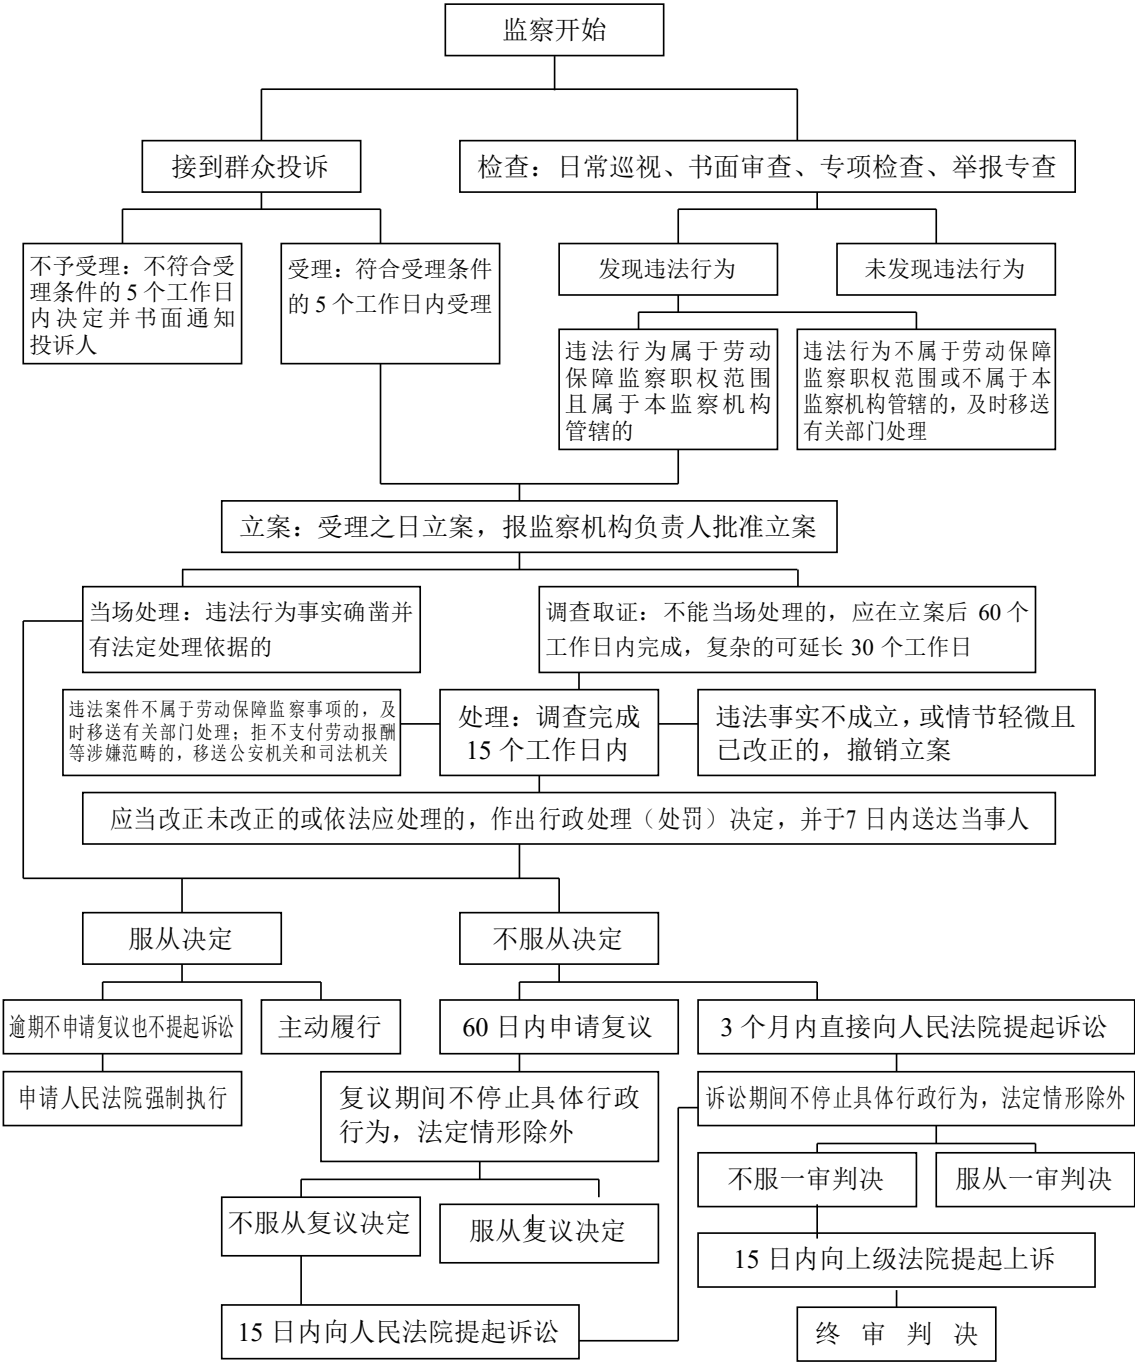 监察开始
接到群众投诉
检查：日常巡视、书面审查、专项检查、举报专查
不予受理：不符合受
理条件的 5 个工作日
内决定并书面通知
投诉人
受理：符合受理条件
的 5 个工作日内受理
发现违法行为
未发现违法行为
违法行为属于劳动
保障监察职权范围
且属于本监察机构
管辖的
违法行为不属于劳动保障
监察职权范围或不属于本
监察机构管辖的，及时移送
有关部门处理
立案：受理之日立案，报监察机构负责人批准立案
当场处理：违法行为事实确凿并
有法定处理依据的
调查取证：不能当场处理的，应在立案后 60 个
工作日内完成，复杂的可延长 30 个工作日
违法案件不属于劳动保障监察事项的，及
时移送有关部门处理；拒不支付劳动报酬
等涉嫌范畴的，移送公安机关和司法机关
处理：调查完成
15 个工作日内
违法事实不成立，或情节轻微且
已改正的，撤销立案
应当改正未改正的或依法应处理的，作出行政处理（处罚）决定，并于7 日内送达当事人
服从决定
不服从决定
逾期不申请复议也不提起诉讼
主动履行
60 日内申请复议
3 个月内直接向人民法院提起诉讼
申请人民法院强制执行
复议期间不停止具体行政
行为，法定情形除外
诉讼期间不停止具体行政行为，法定情形除外
不服一审判决
服从一审判决
不服从复议决定
服从复议决定
15 日内向上级法院提起上诉
15 日内向人民法院提起诉讼
终 审 判 决